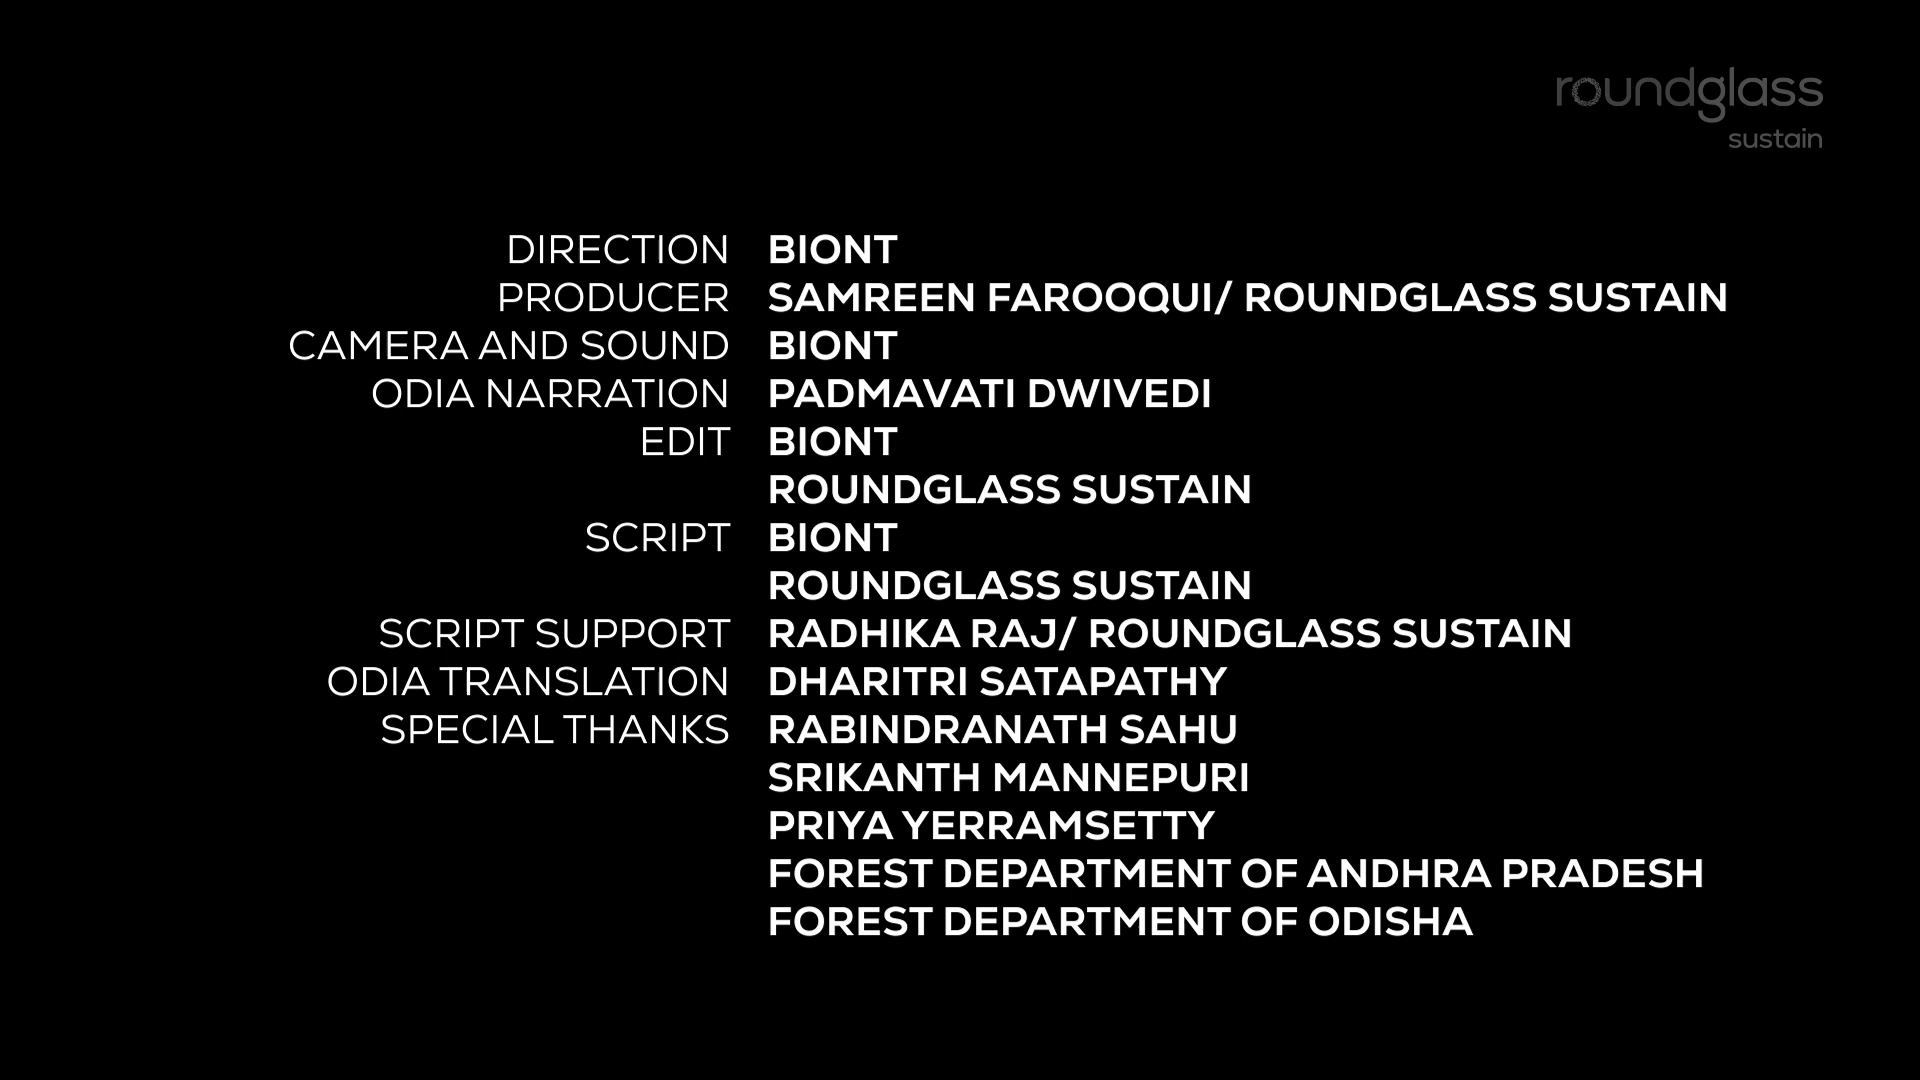 roundglass
sustain
DIRECTION BIONT
PRODUCER SAMREEN FAROOQUI/ ROUNDGLASS SUSTAIN
CAMERA AND SOUND BIONT
ODIA NARRATION PADMAVATI DWIVEDI
EDIT BIONT
ROUNDGLASS SUSTAIN
SCRIPT BIONT
ROUNDGLASS SUSTAIN
SCRIPT SUPPORT RADHIKA RAJ/ ROUNDGLASS SUSTAIN
ODIA TRANSLATION DHARITRI SATAPATHY
SPECIAL THANKS RABINDRANATH SAHU
SRIKANTH MANNEPURI
PRIYA YERRAMSETTY
FOREST DEPARTMENT OF ANDHRA PRADESH
FOREST DEPARTMENT OF ODISHA